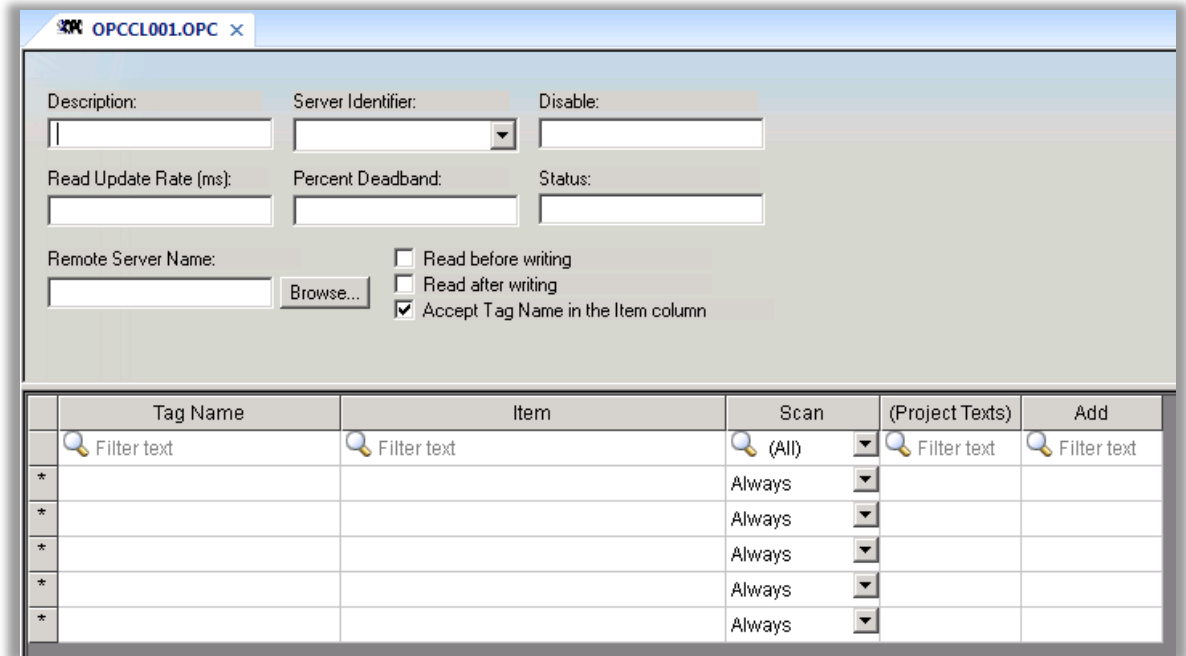 OPCCL001.OPC
Description: Server Identifier: Disable:
Read Update Rate (ms): Percent Deadband: Status:
Remote Server Name: Read before writing
Browse... Read after writing
Accept Tag Name in the Item column
Tag Name Item Scan (Project Texts) Add
Filter text Filter text (All) Filter text Filter text
* Always
* Always
* Always
* Always
* Always